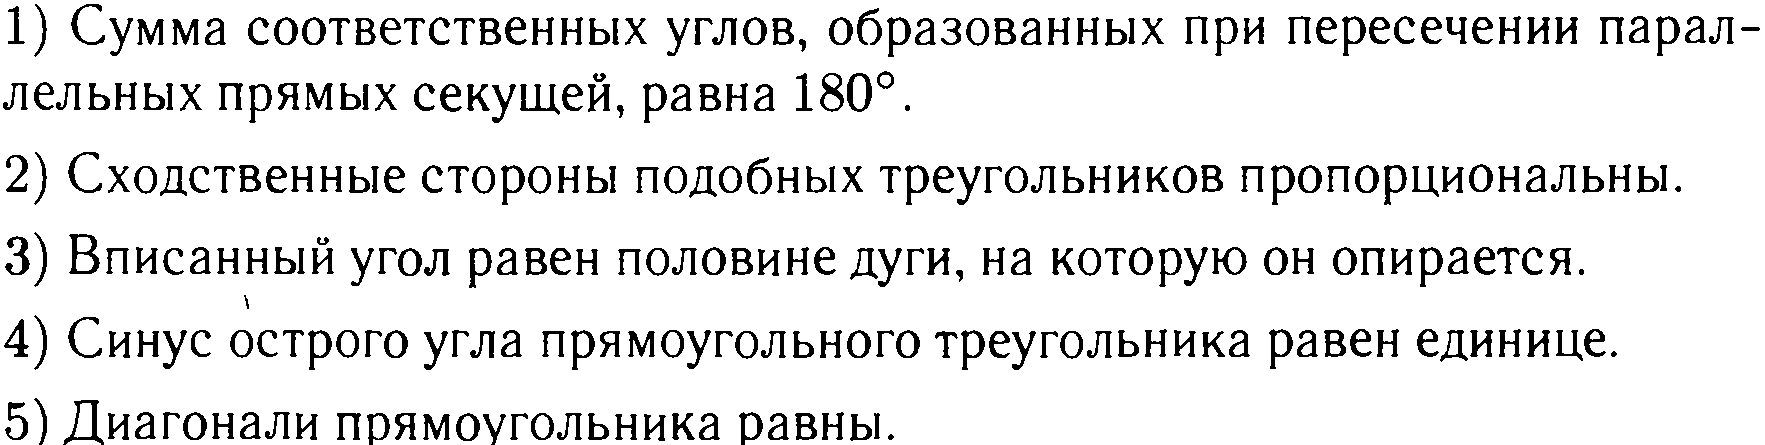 1) Сумма соответственных углов, образованных при пересечении парал-
лельных прямых секущей, равна 180°.
2) Сходственные стороны подобных треугольников пропорциональны.
3) Вписанный угол равен половине дуги, на которую он опирается.
4) Синус острого угла прямоугольного треугольника равен единице.
5) Диагонали прямоугольника равны.